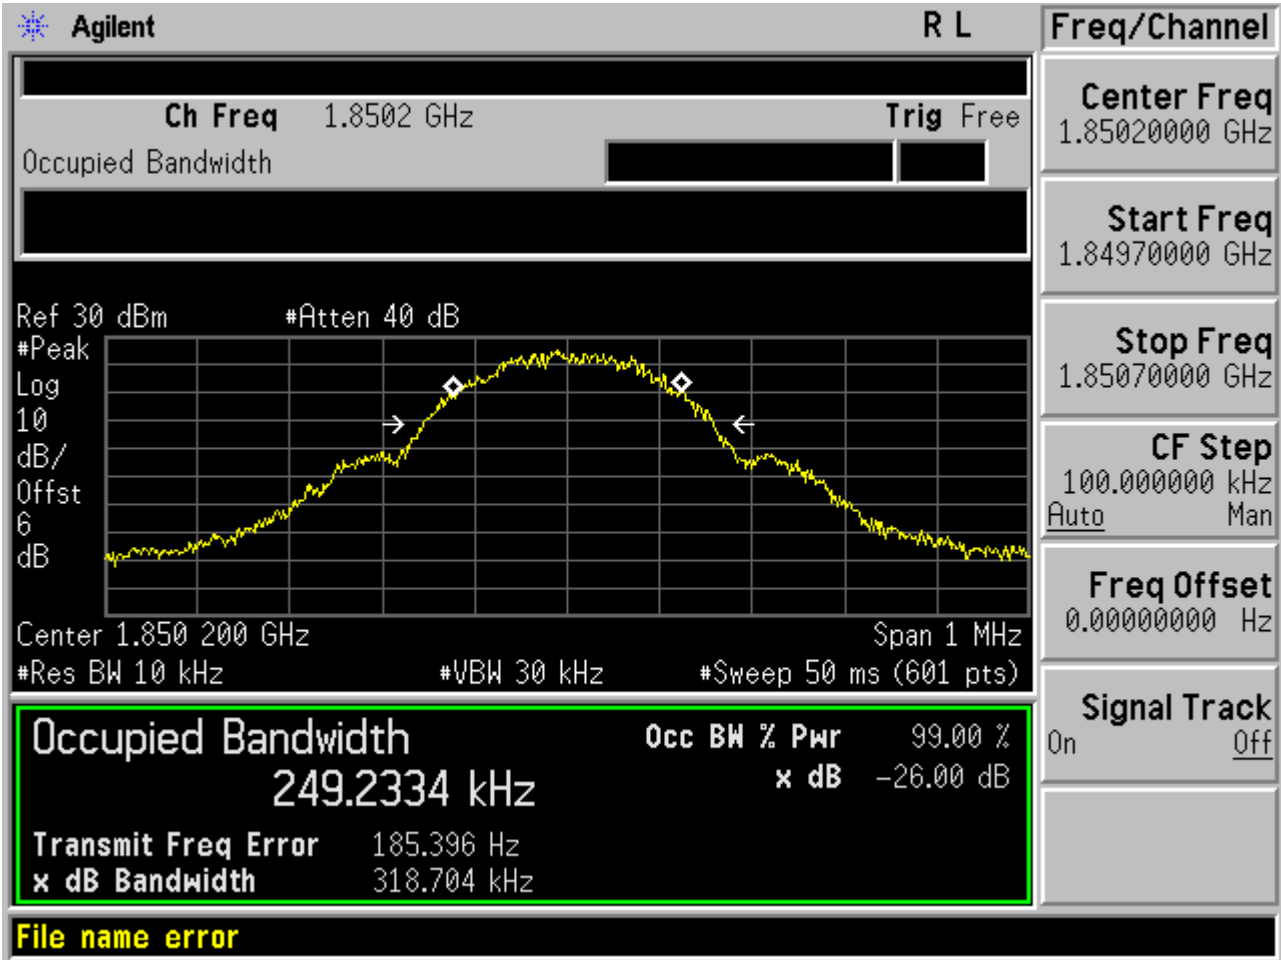 Agilent R L
Freq/Channel
Ch Freq 1.8502 GHz Trig Free
Occupied Bandwidth
Center Freq
1.85020000 GHz
Start Freq
1.84970000 GHz
Stop Freq
1.85070000 GHz
CF Step
100.000000 kHz
Auto Man
Freq Offset
0.00000000 Hz
Signal Track
On Off
Ref 30 dBm #Atten 40 dB
#Peak
Log
10
dB/
Offst
6
dB
Center 1.850 200 GHz Span 1 MHz
#Res BW 10 kHz #VBW 30 kHz #Sweep 50 ms (601 pts)
Occupied Bandwidth Occ BW % Pwr 99.00 %
249.2334 kHz x dB -26.00 dB
Transmit Freq Error 185.396 Hz
x dB Bandwidth 318.704 kHz
File name error